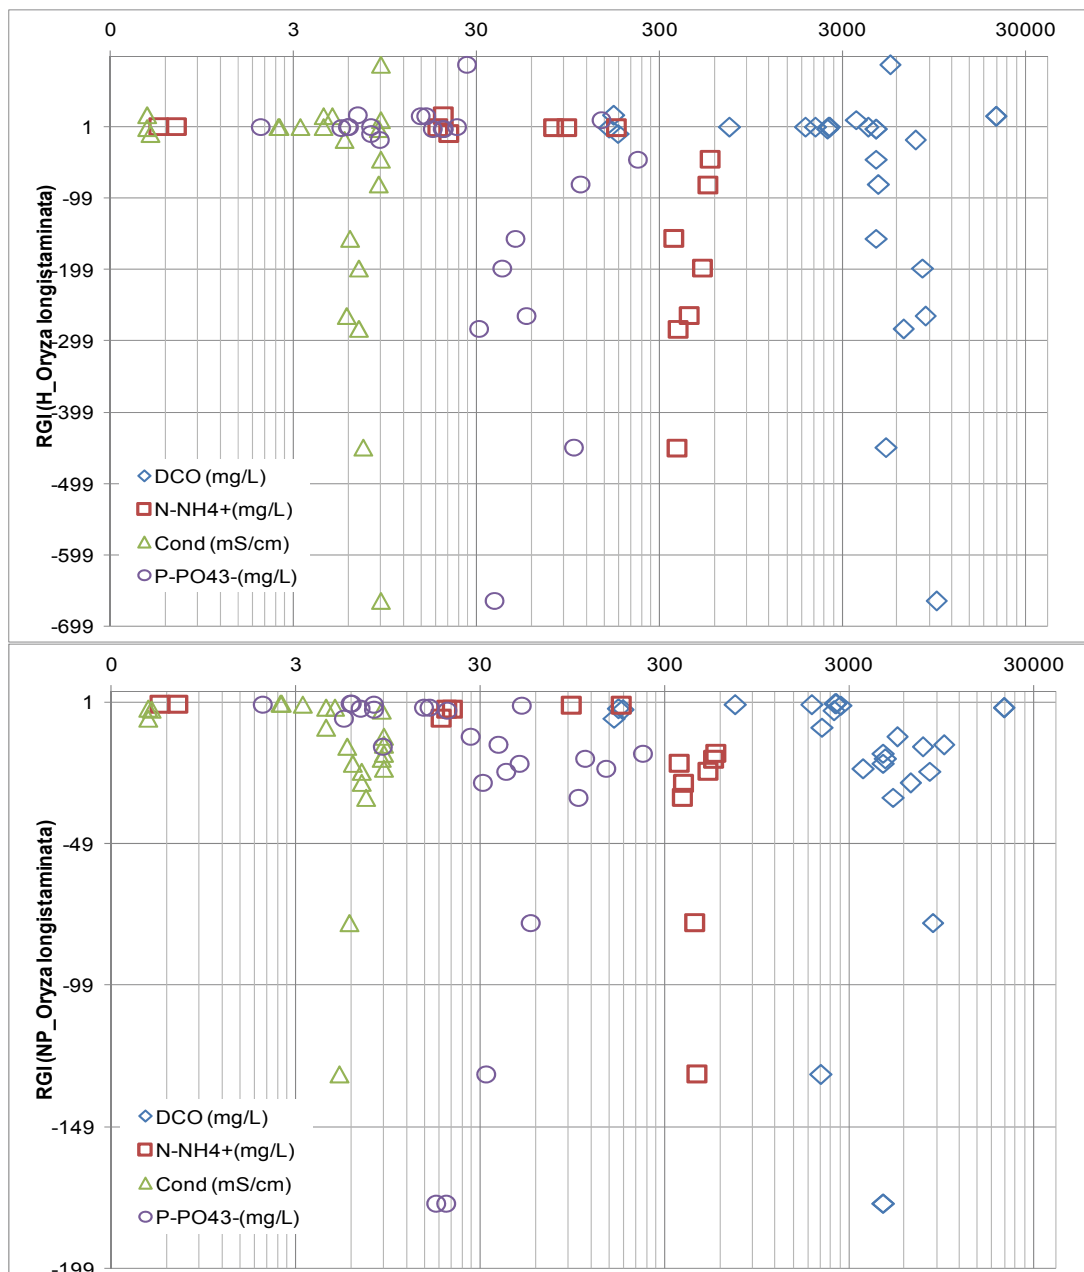 0 3 30 300 3000 30000
1
-99
-199
-299
-399
-499
-599
-699
RGI (H_Oryza longistaminata)
DCO (mg/L)
N-NH4+(mg/L)
Cond (mS/cm)
P-PO43-(mg/L)
0 3 30 300 3000 30000
1
-49
-99
-149
-199
RGI (NP_Oryza longistaminata)
DCO (mg/L)
N-NH4+(mg/L)
Cond (mS/cm)
P-PO43-(mg/L)